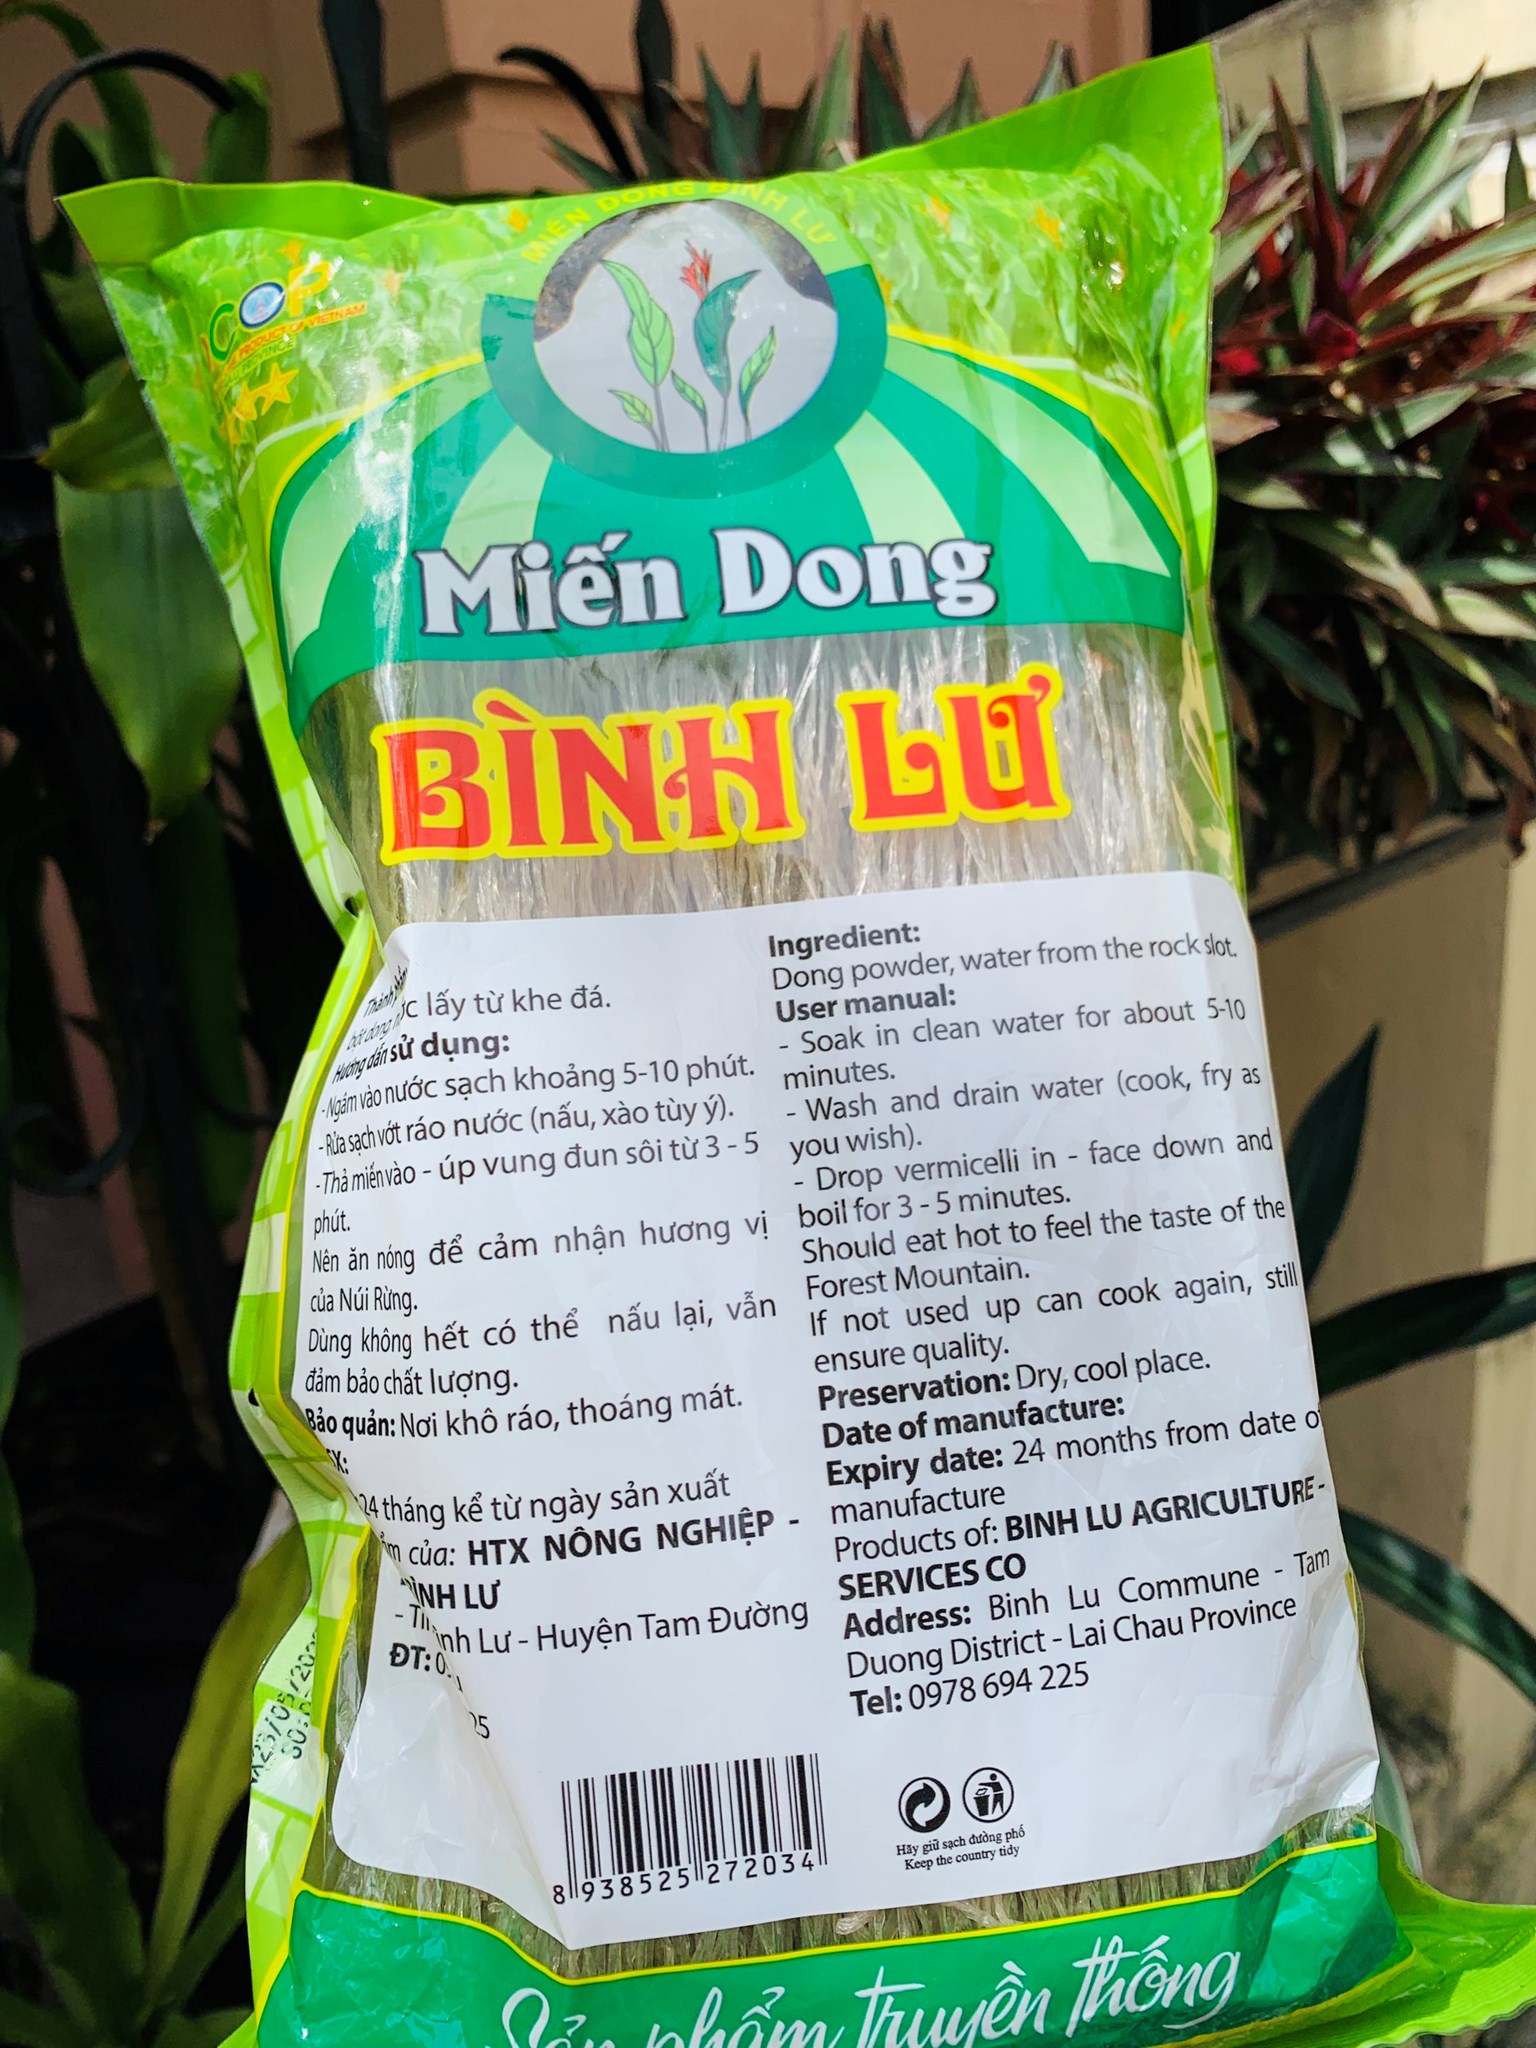 MIẾN DONG BÌNH LƯ
OCOP
PRODUCT OF VIETNAM
PROVINCE
Miến Dong
BÌNH LƯ
lấy từ khe đá.
Hướng dẫn sử dụng:
- Ngâm vào nước sạch khoảng 5-10 phút.
- Rửa sạch vớt ráo nước (nấu, xào tùy ý).
- Thả miến vào - úp vung đun sôi từ 3 - 5
phút.
Nên ăn nóng để cảm nhận hương vị
của Núi Rừng.
Dùng không hết có thể nấu lại, vẫn
đảm bảo chất lượng.
Bảo quản: Nơi khô ráo, thoáng mát.
24 tháng kể từ ngày sản xuất
của: HTX NÔNG NGHIỆP -
BÌNH LƯ
Lư - Huyện Tam Đường
ĐT:
Ingredient:
Dong powder, water from the rock slot.
User manual:
- Soak in clean water for about 5-10
minutes.
- Wash and drain water (cook, fry as
you wish).
- Drop vermicelli in - face down and
boil for 3 - 5 minutes.
Should eat hot to feel the taste of the
Forest Mountain.
If not used up can cook again, still
ensure quality.
Preservation: Dry, cool place.
Date of manufacture:
Expiry date: 24 months from date of
manufacture
Products of: BINH LU AGRICULTURE -
SERVICES CO
Address: Binh Lu Commune - Tam
Duong District - Lai Chau Province
Tel: 0978 694 225
8 938525 272034
Hãy giữ sạch đường phố
Keep the country tidy
Sản phẩm truyền thống